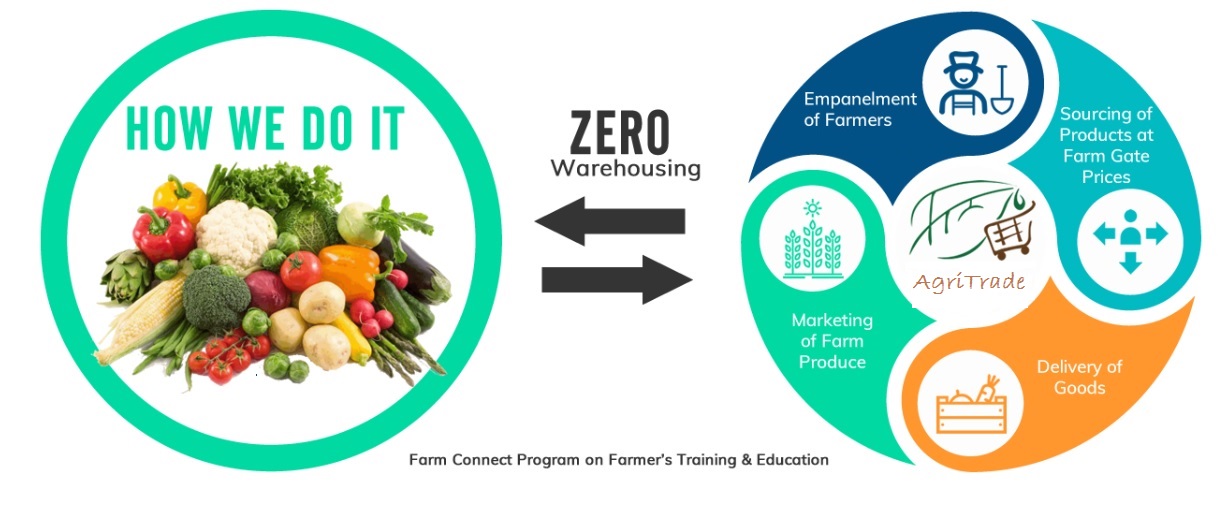 HOW WE DO IT
ZERO
Warehousing
Empanelment
of Farmers
Sourcing of
Products at
Farm Gate
Prices
AgriTrade
Marketing
of Farm
Produce
Delivery of
Goods
Farm Connect Program on Farmer's Training & Education